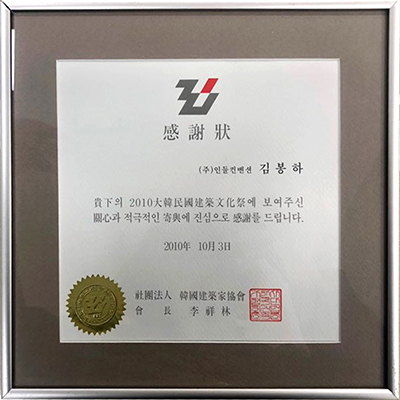 感謝狀
(주)인들컨벤션 김봉하
貴下의 2010大韓民國建築文化祭에 보여주신
關心과 적극적인 寄與에 진심으로 感謝를 드립니다.
2010年 10月 3日
社團法人 韓國建築家協會
會長 李祥林